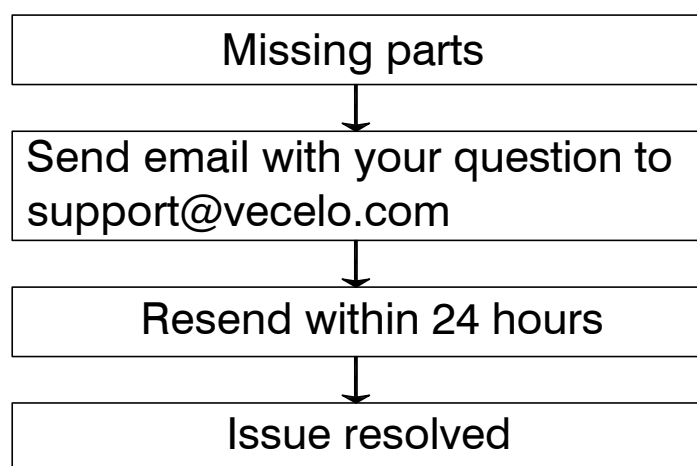 Missing parts
Send email with your question to
support@vecelo.com
Resend within 24 hours
Issue resolved